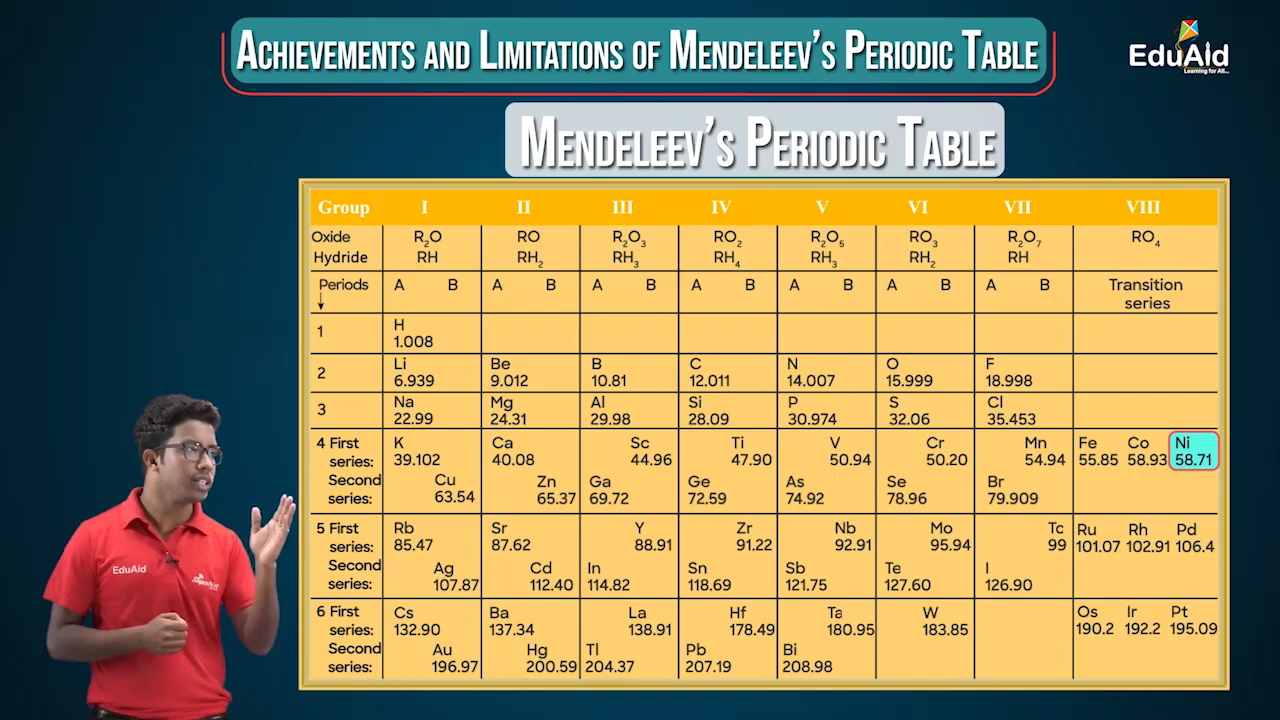 ACHIEVEMENTS AND LIMITATIONS OF MENDELEEV'S PERIODIC TABLE
EduAid
Learning for All...
MENDELEEV'S PERIODIC TABLE
Group I II III IV V VI VII VIII
Oxide R₂O RO R₂O₃ RO₂ R₂O₅ RO₃ R₂O₇ RO₄
Hydride RH RH₂ RH₃ RH₄ RH₃ RH₂ RH
Periods A B A B A B A B A B A B A B Transition
↓ series
1 H
1.008
2 Li Be B C N O F
6.939 9.012 10.81 12.011 14.007 15.999 18.998
3 Na Mg Al Si P S Cl
22.99 24.31 29.98 28.09 30.974 32.06 35.453
4 First K Ca Sc Ti V Cr Mn Fe Co Ni
series: 39.102 40.08 44.96 47.90 50.94 50.20 54.94 55.85 58.93 58.71
Second Cu Zn Ga Ge As Se Br
series: 63.54 65.37 69.72 72.59 74.92 78.96 79.909
5 First Rb Sr Y Zr Nb Mo Tc Ru Rh Pd
series: 85.47 87.62 88.91 91.22 92.91 95.94 99 101.07 102.91 106.4
Second Ag Cd In Sn Sb Te I
series: 107.87 112.40 114.82 118.69 121.75 127.60 126.90
6 First Cs Ba La Hf Ta W Os Ir Pt
series: 132.90 137.34 138.91 178.49 180.95 183.85 190.2 192.2 195.09
Second Au Hg Tl Pb Bi
series: 196.97 200.59 204.37 207.19 208.98
EduAid